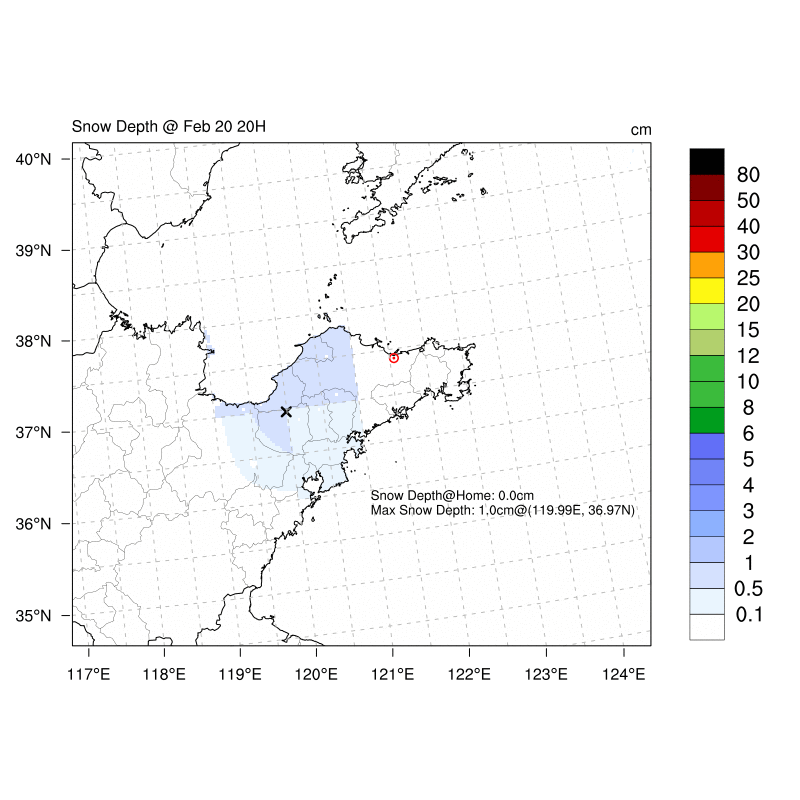 Snow Depth @ Feb 20 20H
cm
40°N
39°N
38°N
37°N
36°N
35°N
117°E 118°E 119°E 120°E 121°E 122°E 123°E 124°E
Snow Depth@Home: 0.0cm
Max Snow Depth: 1.0cm@(119.99E, 36.97N)
80
50
40
30
25
20
15
12
10
8
6
5
4
3
2
1
0.5
0.1